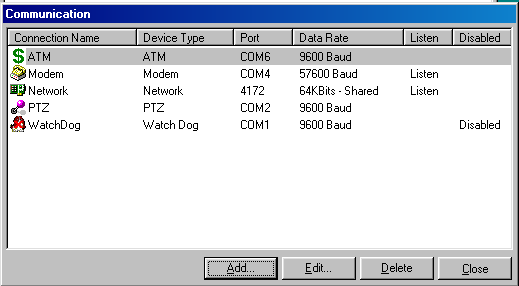 Communication
Connection Name Device Type Port Data Rate Listen Disabled
ATM ATM COM6 9600 Baud
Modem Modem COM4 57600 Baud Listen
Network Network 4172 64KBits - Shared Listen
PTZ PTZ COM2 9600 Baud
WatchDog Watch Dog COM1 9600 Baud Disabled
Add... Edit... Delete Close